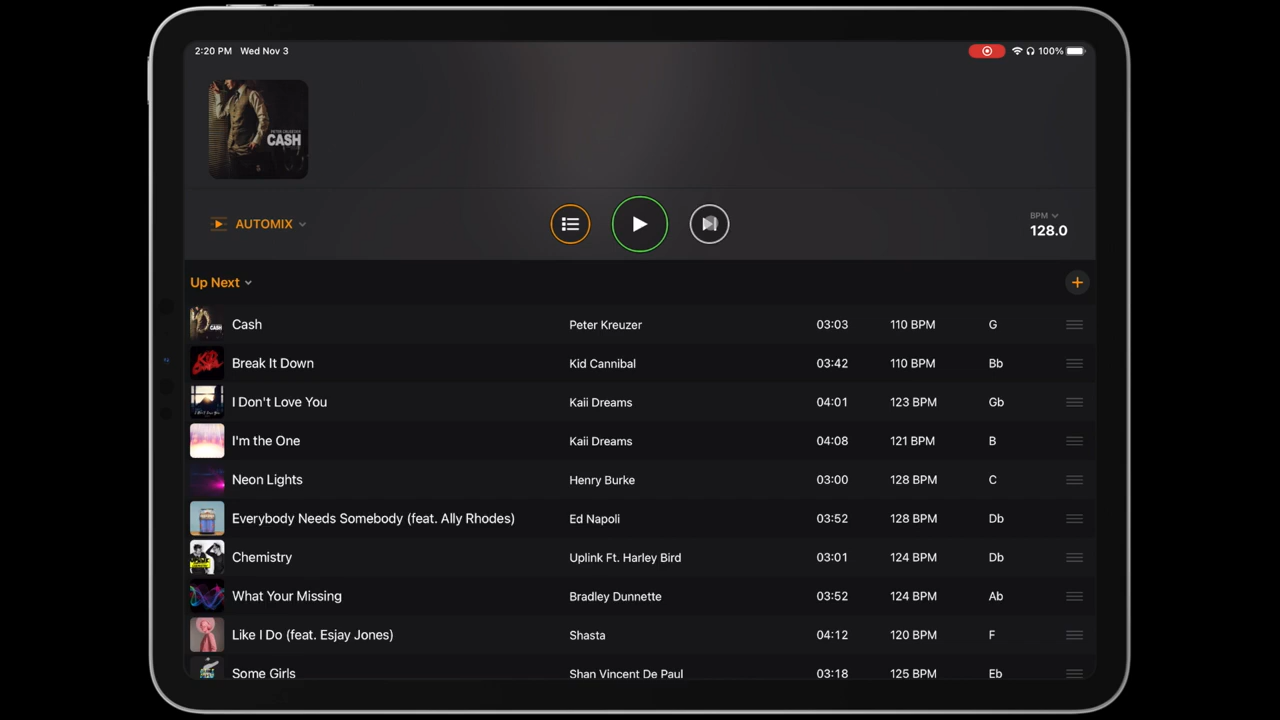 2:20 PM Wed Nov 3
100%
CASH
AUTOMIX
BPM
128.0
Up Next
Cash Peter Kreuzer 03:03 110 BPM G
Break It Down Kid Cannibal 03:42 110 BPM Bb
I Don't Love You Kaii Dreams 04:01 123 BPM Gb
I'm the One Kaii Dreams 04:08 121 BPM B
Neon Lights Henry Burke 03:00 128 BPM C
Everybody Needs Somebody (feat. Ally Rhodes) Ed Napoli 03:52 128 BPM Db
Chemistry Uplink Ft. Harley Bird 03:01 124 BPM Db
What Your Missing Bradley Dunnette 03:52 124 BPM Ab
Like I Do (feat. Esjay Jones) Shasta 04:12 120 BPM F
Some Girls Shan Vincent De Paul 03:18 125 BPM Eb